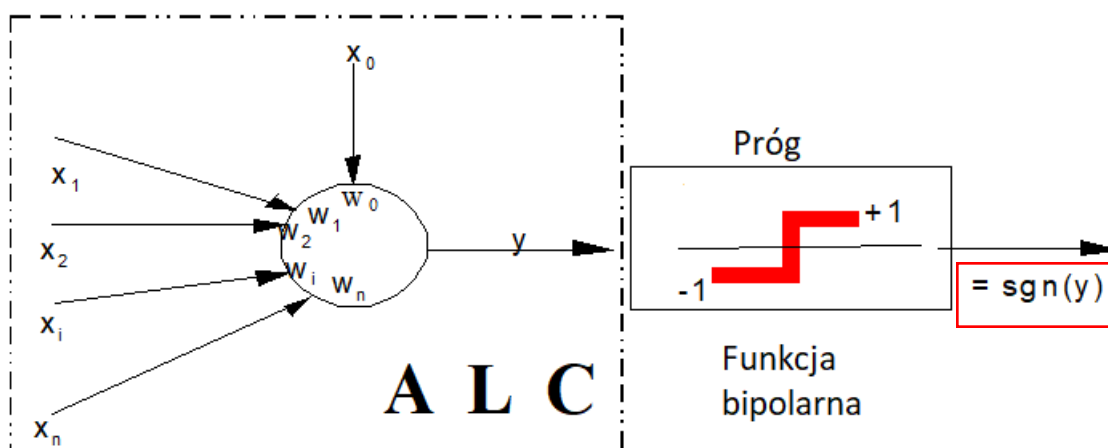 x₀
x₁
x₂
xᵢ
xₙ
w₀
w₁
w₂
wᵢ
wₙ
y
A L C
Próg
+1
-1
= sgn(y)
Funkcja
bipolarna